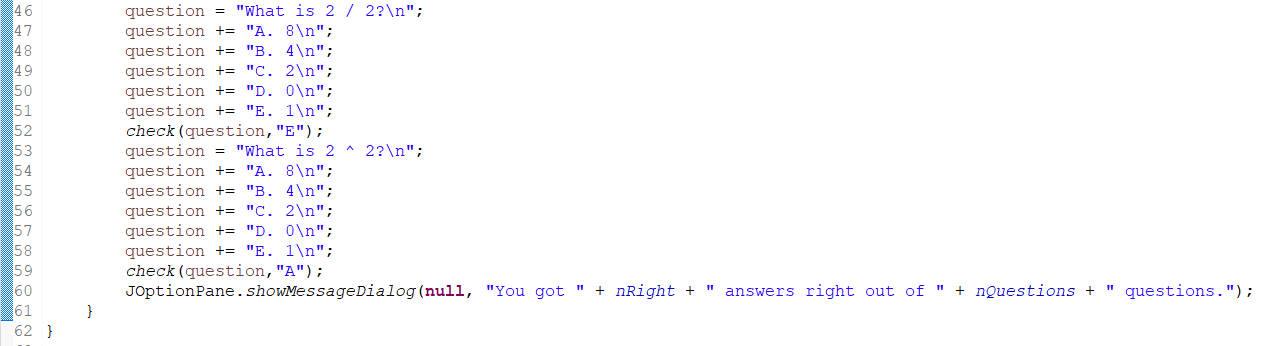 46 question = "What is 2 / 2?\n";
47 question += "A. 8\n";
48 question += "B. 4\n";
49 question += "C. 2\n";
50 question += "D. 0\n";
51 question += "E. 1\n";
52 check(question,"E");
53 question = "What is 2 ^ 2?\n";
54 question += "A. 8\n";
55 question += "B. 4\n";
56 question += "C. 2\n";
57 question += "D. 0\n";
58 question += "E. 1\n";
59 check(question,"A");
60 JOptionPane.showMessageDialog(null, "You got " + nRight + " answers right out of " + nQuestions + " questions.");
61 }
62 }